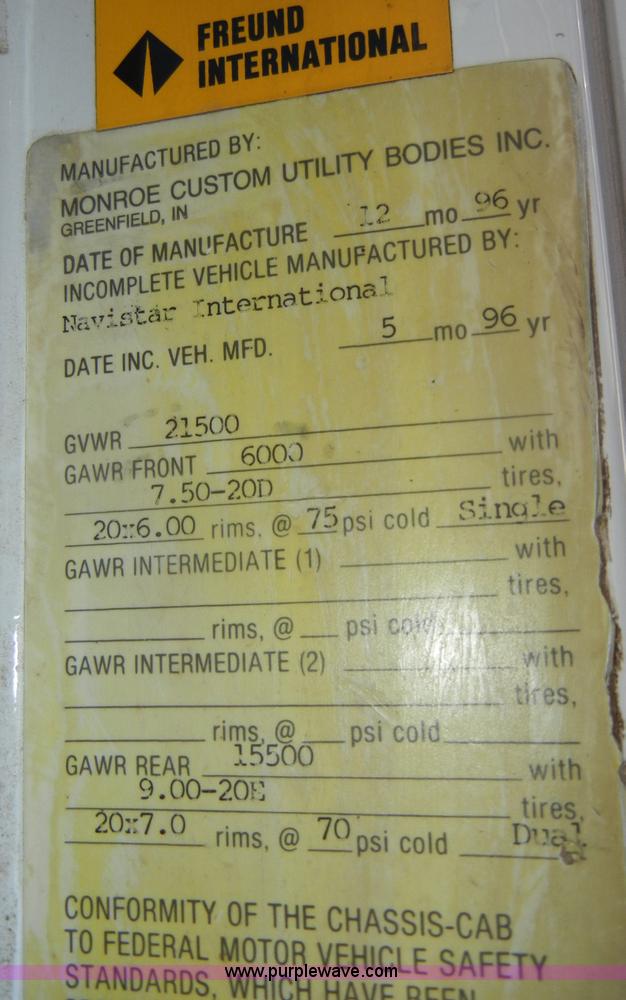 FREUND
INTERNATIONAL
MANUFACTURED BY:
MONROE CUSTOM UTILITY BODIES INC.
GREENFIELD, IN
DATE OF MANUFACTURE 12 mo 96 yr
INCOMPLETE VEHICLE MANUFACTURED BY:
Navistar International
DATE INC. VEH. MFD. 5 mo 96 yr
GVWR 21500
GAWR FRONT 6000 with
7.50-20D tires,
20x6.00 rims, @ 75 psi cold Single
GAWR INTERMEDIATE (1) with
tires,
rims, @ psi cold
GAWR INTERMEDIATE (2) with
tires,
rims, @ psi cold
GAWR REAR 15500 with
9.00-20E tires,
20x7.0 rims, @ 70 psi cold Dual
CONFORMITY OF THE CHASSIS-CAB
TO FEDERAL MOTOR VEHICLE SAFETY
STANDARDS, WHICH HAVE BEEN
www.purplewave.com